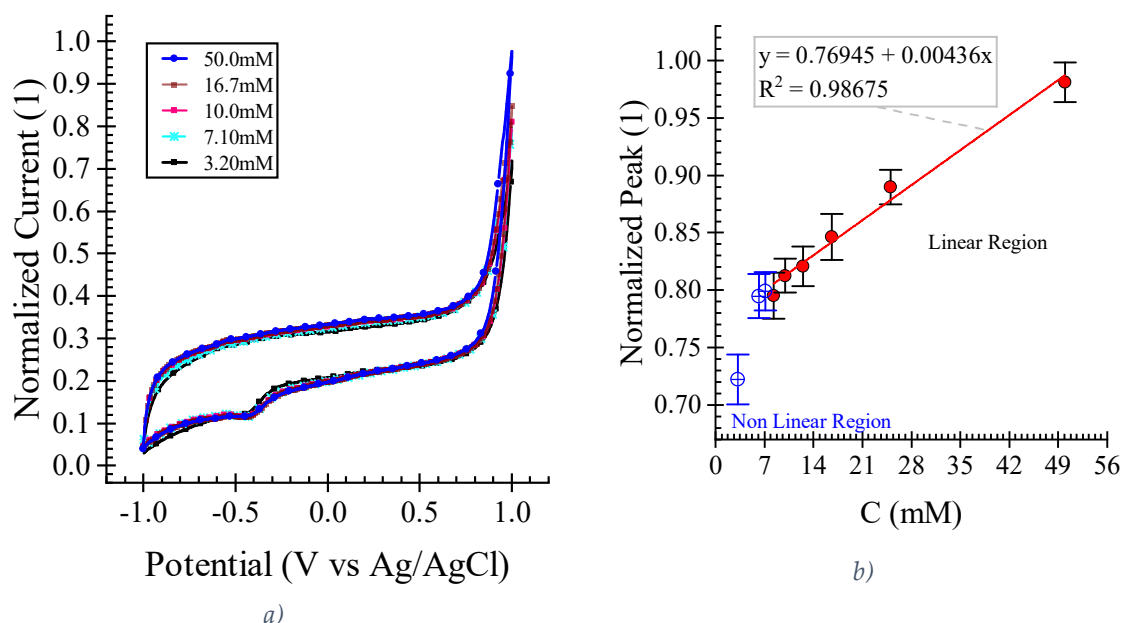 1.0
0.9
0.8
0.7
0.6
0.5
0.4
0.3
0.2
0.1
0.0
Normalized Current (1)
50.0mM
16.7mM
10.0mM
7.10mM
3.20mM
-1.0 -0.5 0.0 0.5 1.0
Potential (V vs Ag/AgCl)
a)
1.00
0.95
0.90
0.85
0.80
0.75
0.70
Normalized Peak (1)
y = 0.76945 + 0.00436x
R² = 0.98675
Linear Region
Non Linear Region
0 7 14 21 28 35 42 49 56
C (mM)
b)